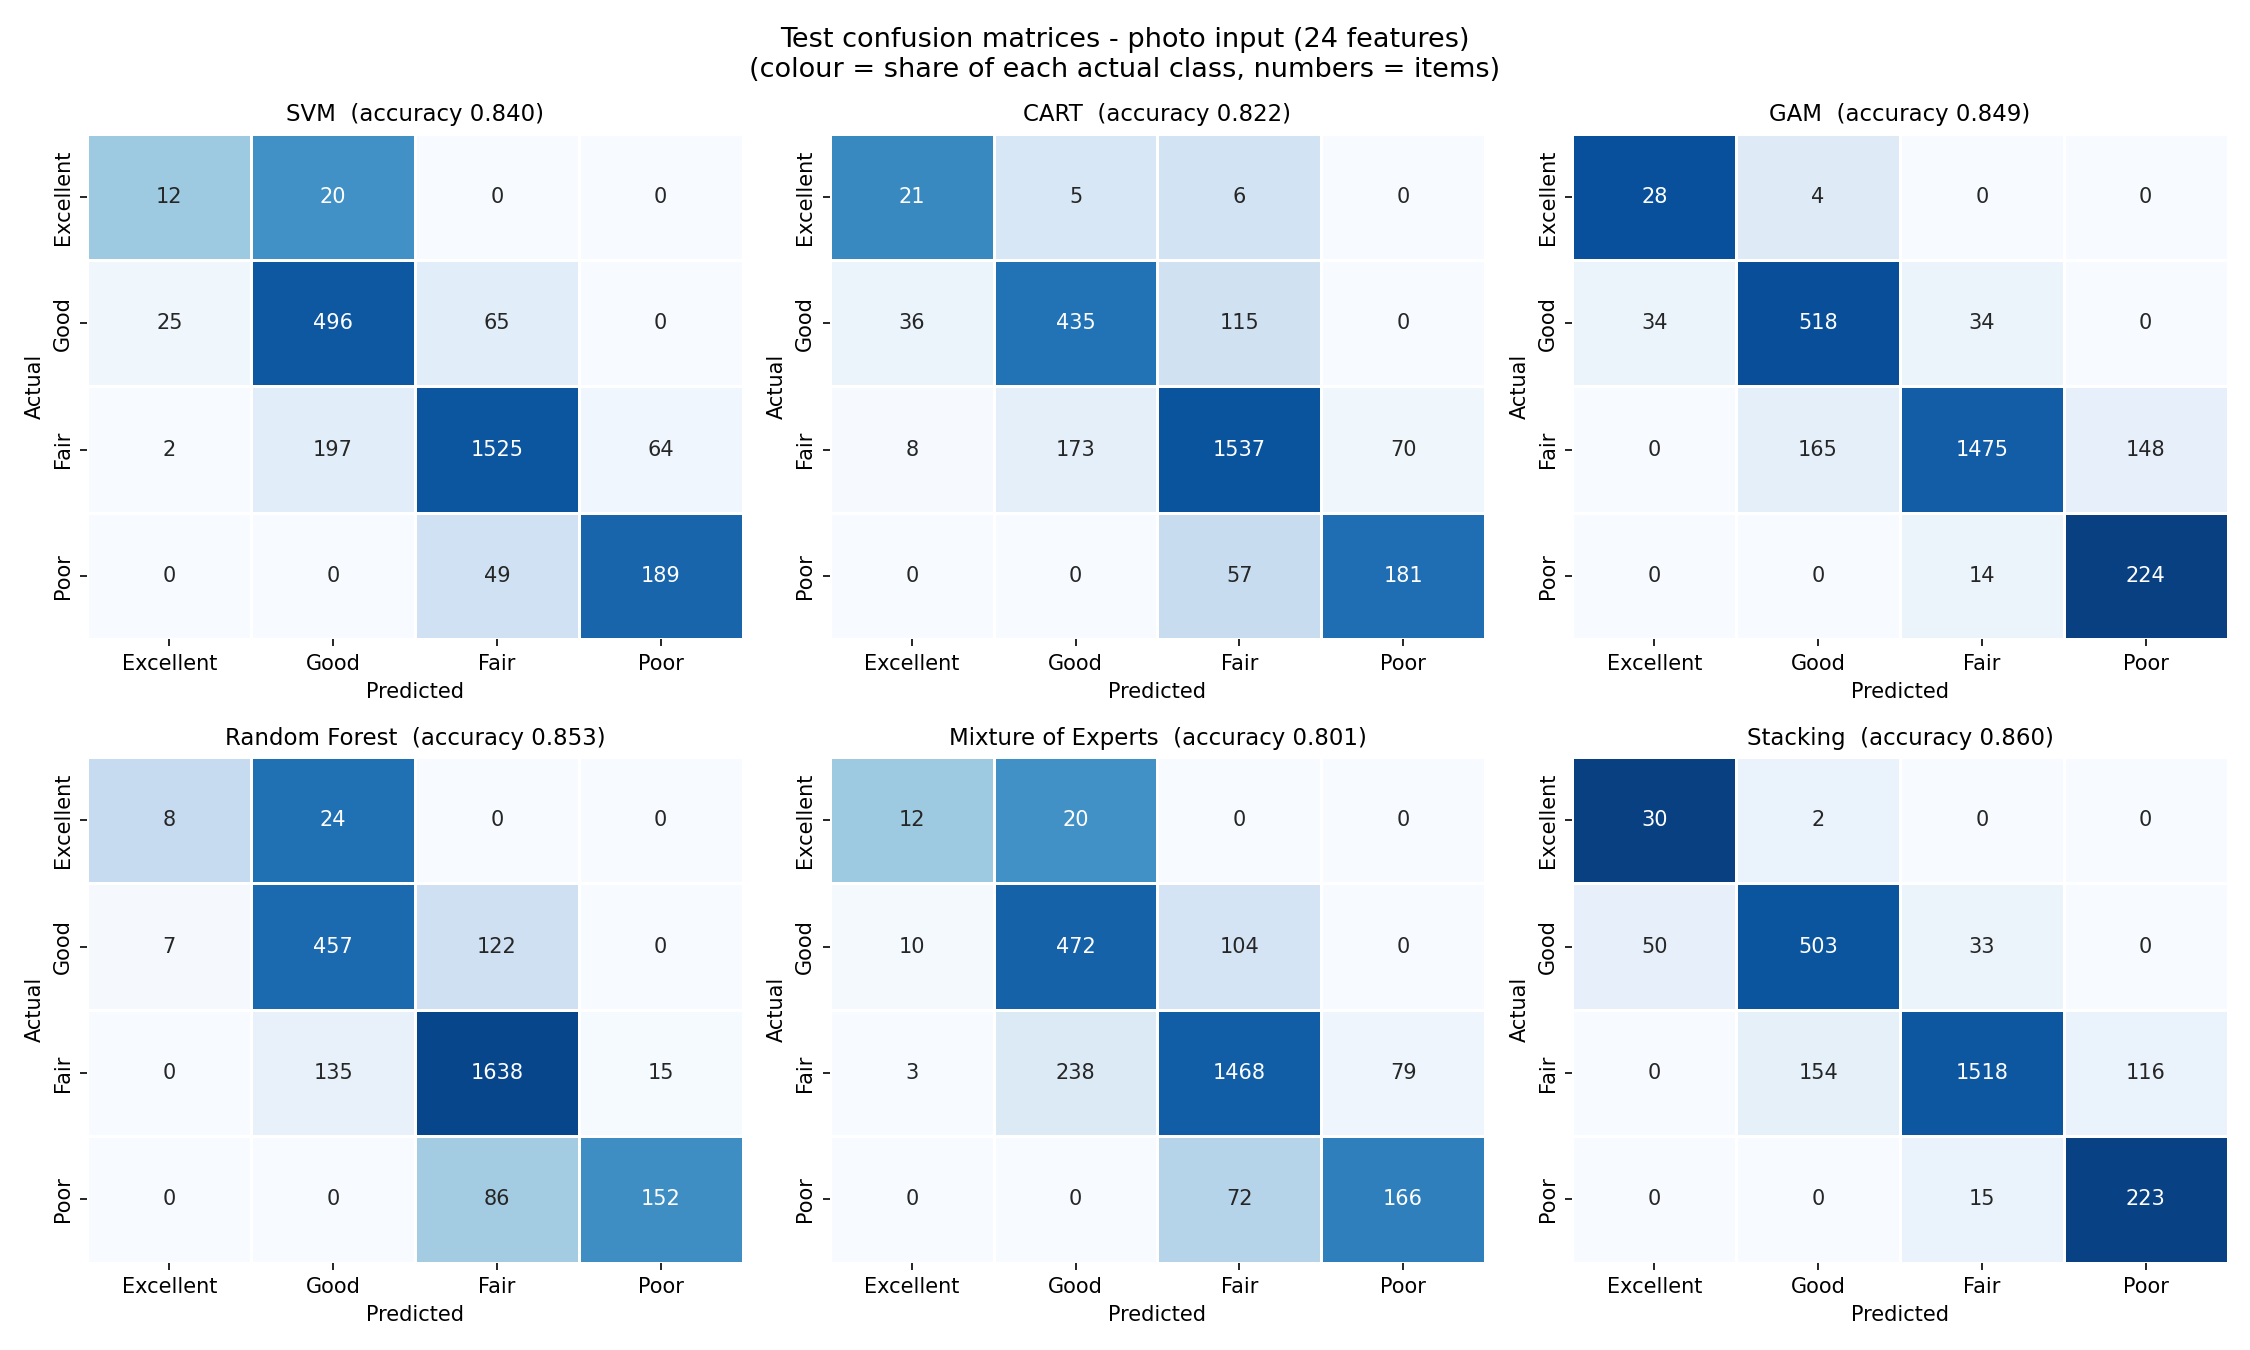 Test confusion matrices - photo input (24 features)
(colour = share of each actual class, numbers = items)
SVM  (accuracy 0.840)
Actual
Excellent
12 20 0 0
Good
25 496 65 0
Fair
2 197 1525 64
Poor
0 0 49 189
Excellent Good Fair Poor
Predicted
CART  (accuracy 0.822)
Actual
Excellent
21 5 6 0
Good
36 435 115 0
Fair
8 173 1537 70
Poor
0 0 57 181
Excellent Good Fair Poor
Predicted
GAM  (accuracy 0.849)
Actual
Excellent
28 4 0 0
Good
34 518 34 0
Fair
0 165 1475 148
Poor
0 0 14 224
Excellent Good Fair Poor
Predicted
Random Forest  (accuracy 0.853)
Actual
Excellent
8 24 0 0
Good
7 457 122 0
Fair
0 135 1638 15
Poor
0 0 86 152
Excellent Good Fair Poor
Predicted
Mixture of Experts  (accuracy 0.801)
Actual
Excellent
12 20 0 0
Good
10 472 104 0
Fair
3 238 1468 79
Poor
0 0 72 166
Excellent Good Fair Poor
Predicted
Stacking  (accuracy 0.860)
Actual
Excellent
30 2 0 0
Good
50 503 33 0
Fair
0 154 1518 116
Poor
0 0 15 223
Excellent Good Fair Poor
Predicted